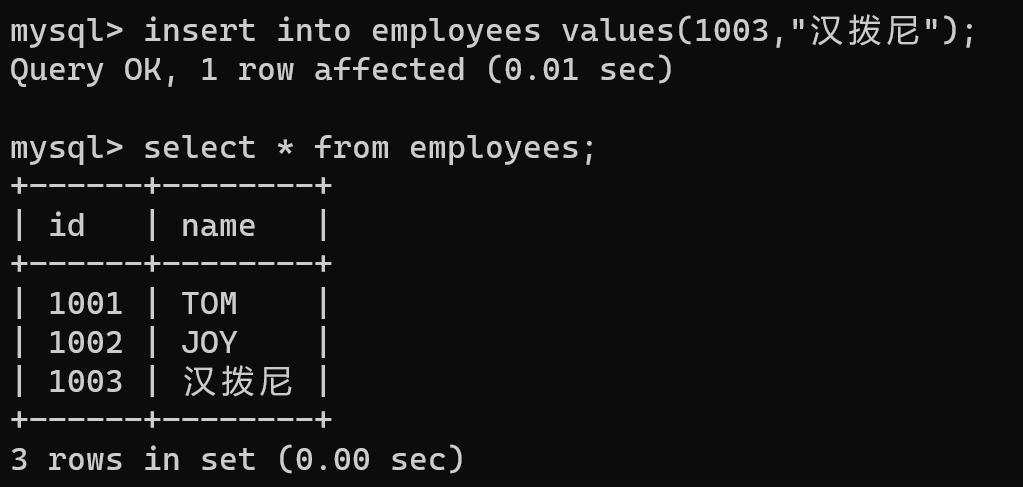 mysql> insert into employees values(1003,"汉拨尼");
Query OK, 1 row affected (0.01 sec)
mysql> select * from employees;
+------+--------+
| id   | name   |
+------+--------+
| 1001 | TOM    |
| 1002 | JOY    |
| 1003 | 汉拨尼 |
+------+--------+
3 rows in set (0.00 sec)